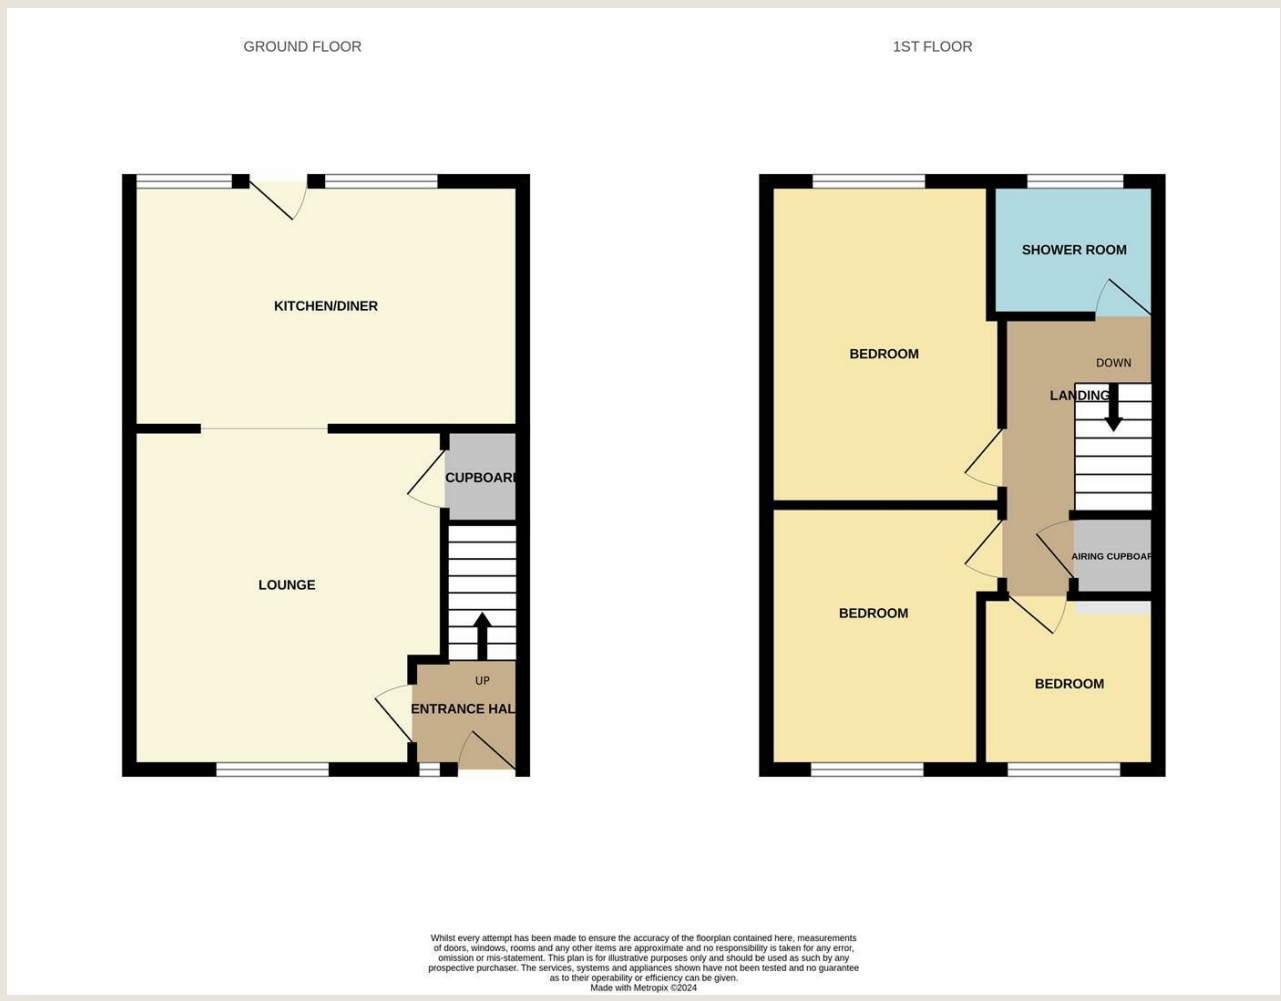 GROUND FLOOR
1ST FLOOR
KITCHEN/DINER
CUPBOARD
LOUNGE
UP
ENTRANCE HAL
SHOWER ROOM
BEDROOM
DOWN
LANDING
AIRING CUPBOAR
BEDROOM
BEDROOM
Whilst every attempt has been made to ensure the accuracy of the floorplan contained here, measurements
of doors, windows, rooms and any other items are approximate and no responsibility is taken for any error,
omission or mis-statement. This plan is for illustrative purposes only and should be used as such by any
prospective purchaser. The services, systems and appliances shown have not been tested and no guarantee
as to their operability or efficiency can be given.
Made with Metropix ©2024